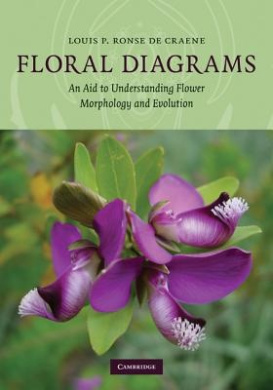 LOUIS P. RONSE DE CRAENE
FLORAL DIAGRAMS
An Aid to Understanding Flower
Morphology and Evolution
CAMBRIDGE